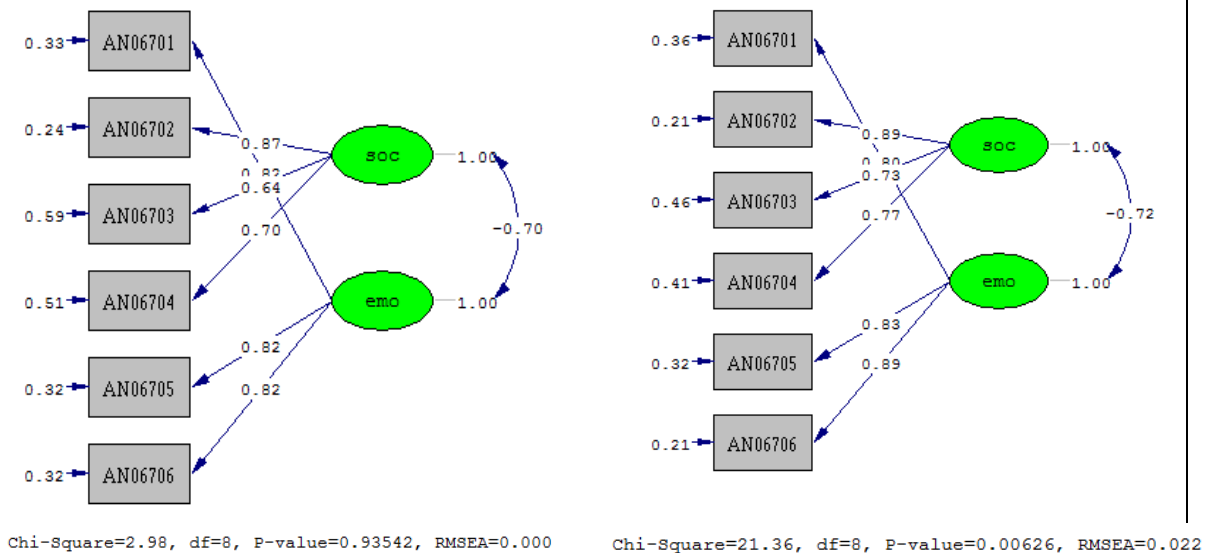 0.33 AN06701
0.24 AN06702
0.87
soc 1.00
0.82
0.64
0.59 AN06703
0.70
-0.70
0.51 AN06704
emo 1.00
0.82
0.32 AN06705
0.82
0.32 AN06706
Chi-Square=2.98, df=8, P-value=0.93542, RMSEA=0.000
0.36 AN06701
0.21 AN06702
0.89
soc 1.00
0.80
0.73
0.46 AN06703
0.77
-0.72
0.41 AN06704
emo 1.00
0.83
0.32 AN06705
0.89
0.21 AN06706
Chi-Square=21.36, df=8, P-value=0.00626, RMSEA=0.022